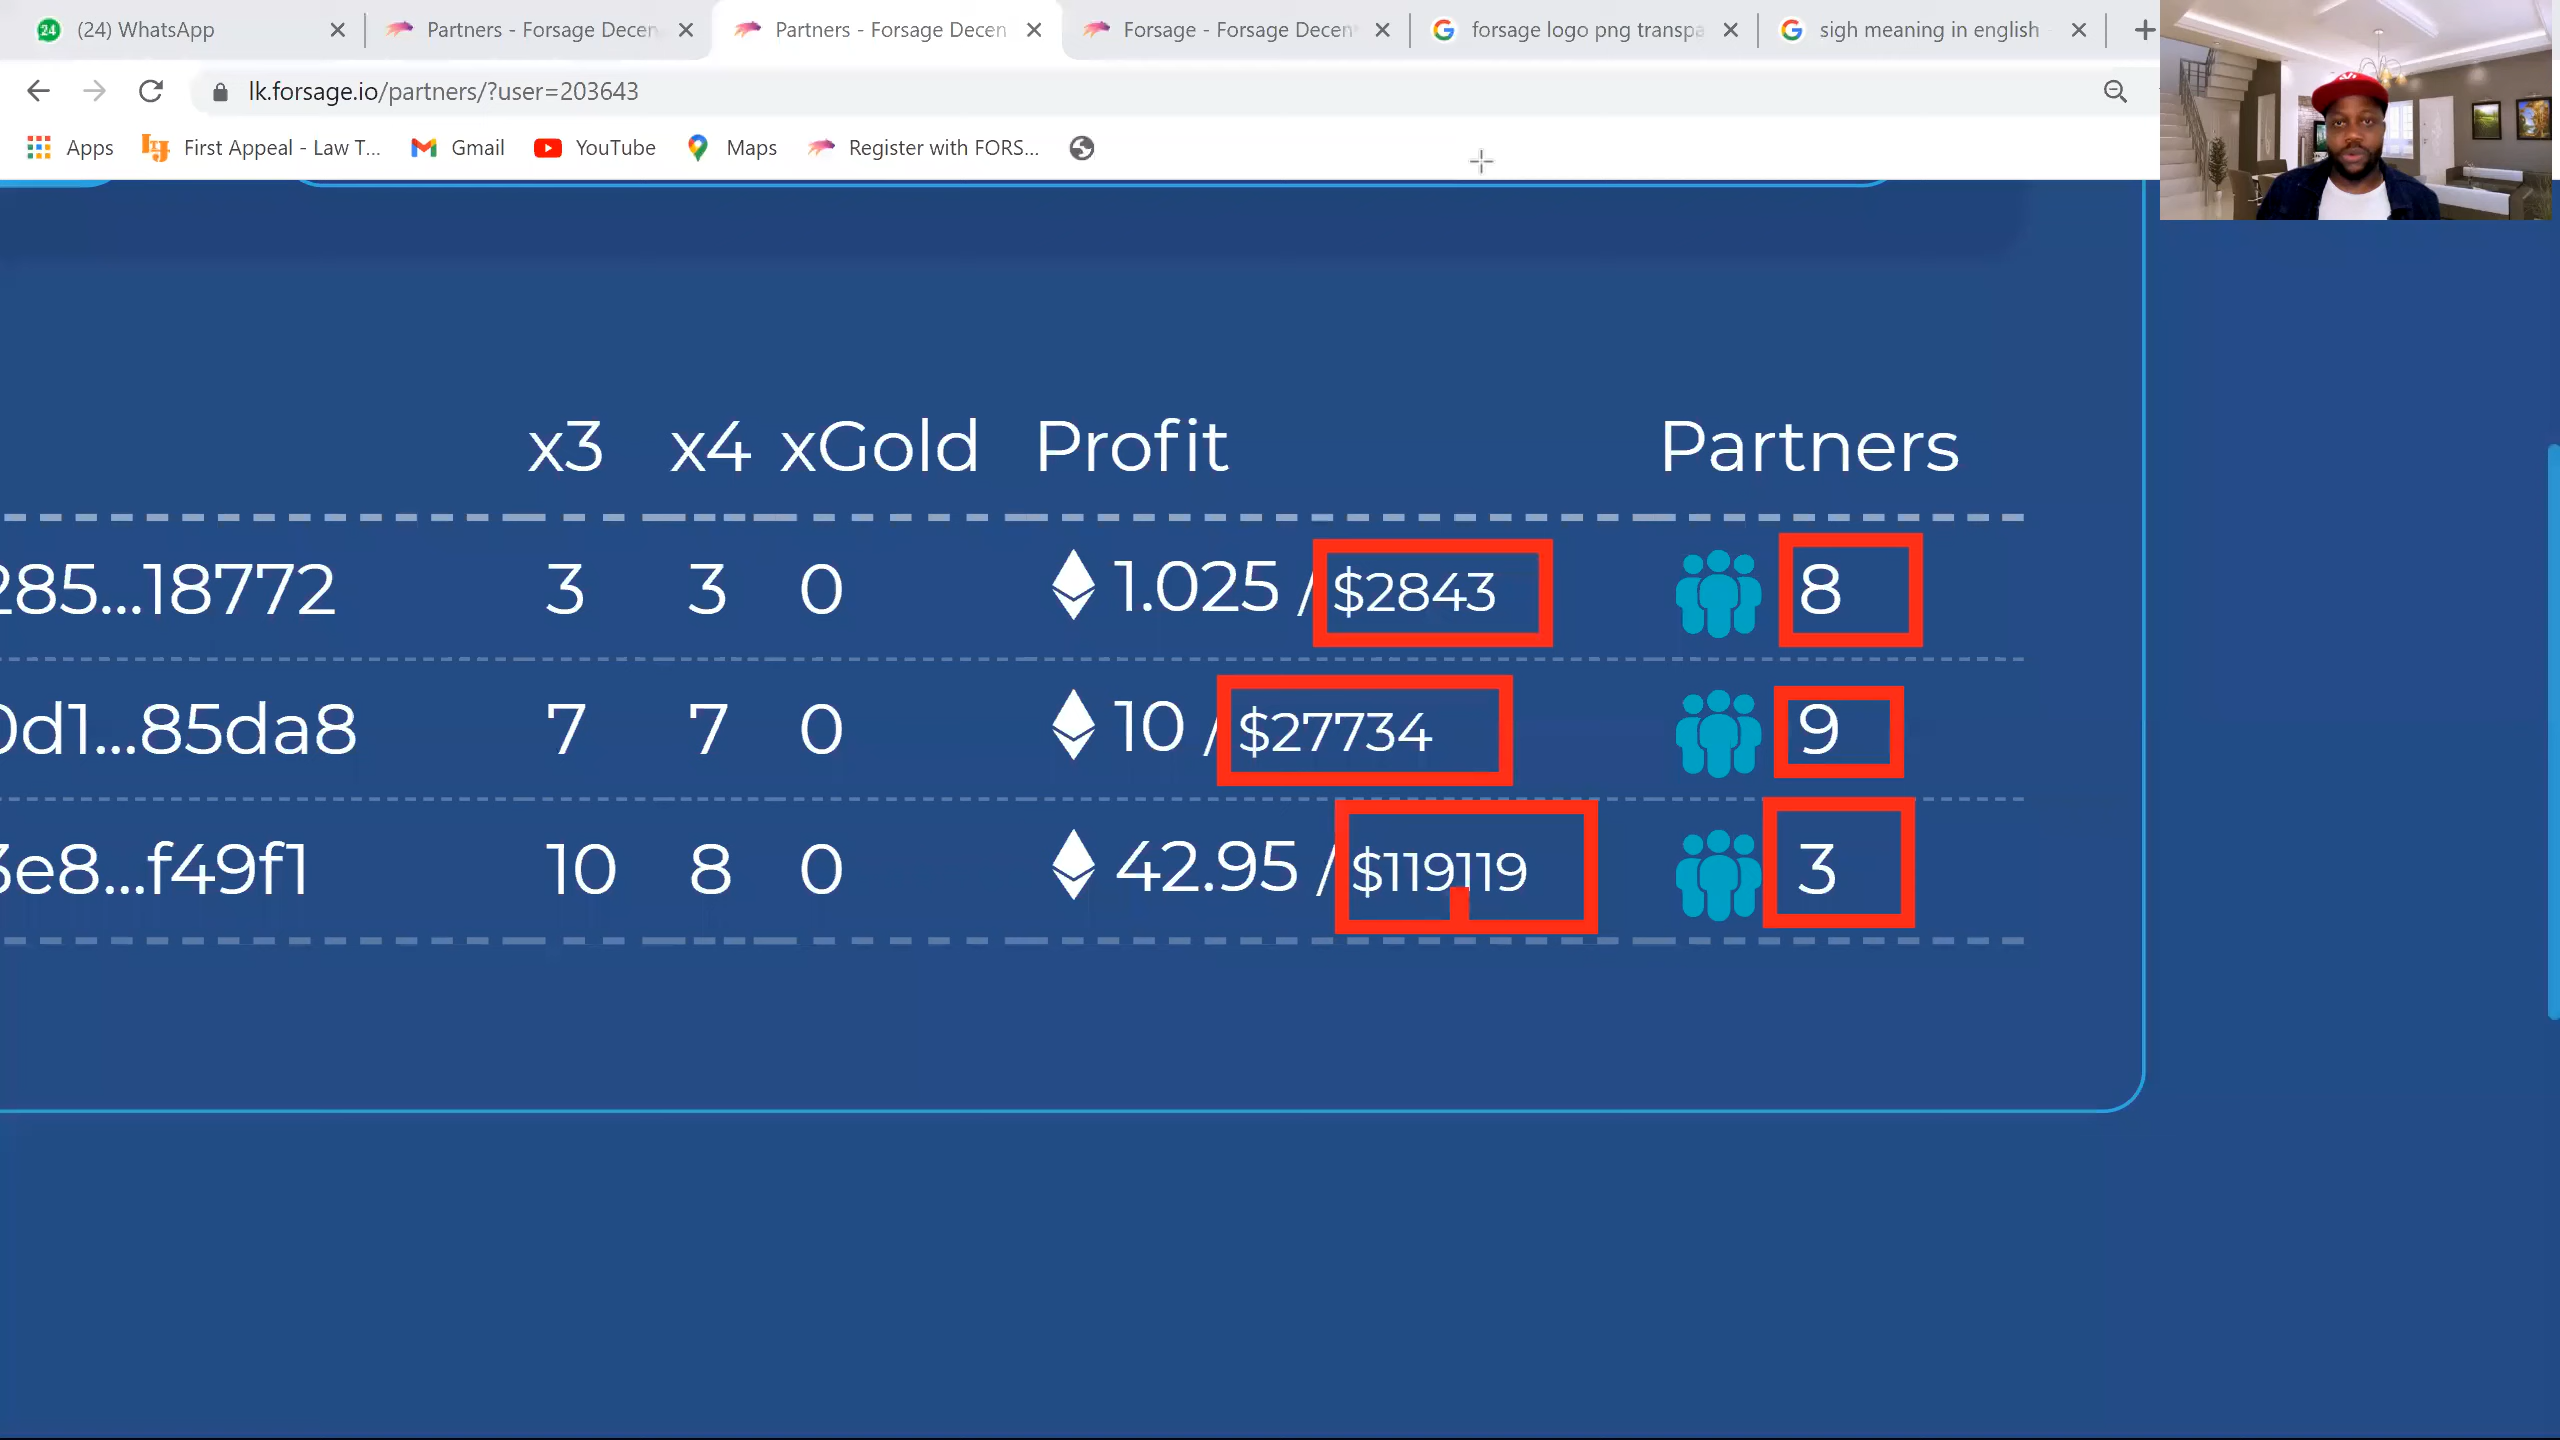 24 (24) WhatsApp
Partners - Forsage Decen
Partners - Forsage Decen
Forsage - Forsage Decen
forsage logo png transpa
sigh meaning in english
lk.forsage.io/partners/?user=203643
Apps
First Appeal - Law T...
Gmail
YouTube
Maps
Register with FORS...
x3 x4 xGold Profit Partners
285...18772 3 3 0 1.025 / $2843 8
0d1...85da8 7 7 0 10 / $27734 9
3e8...f49f1 10 8 0 42.95 / $119119 3